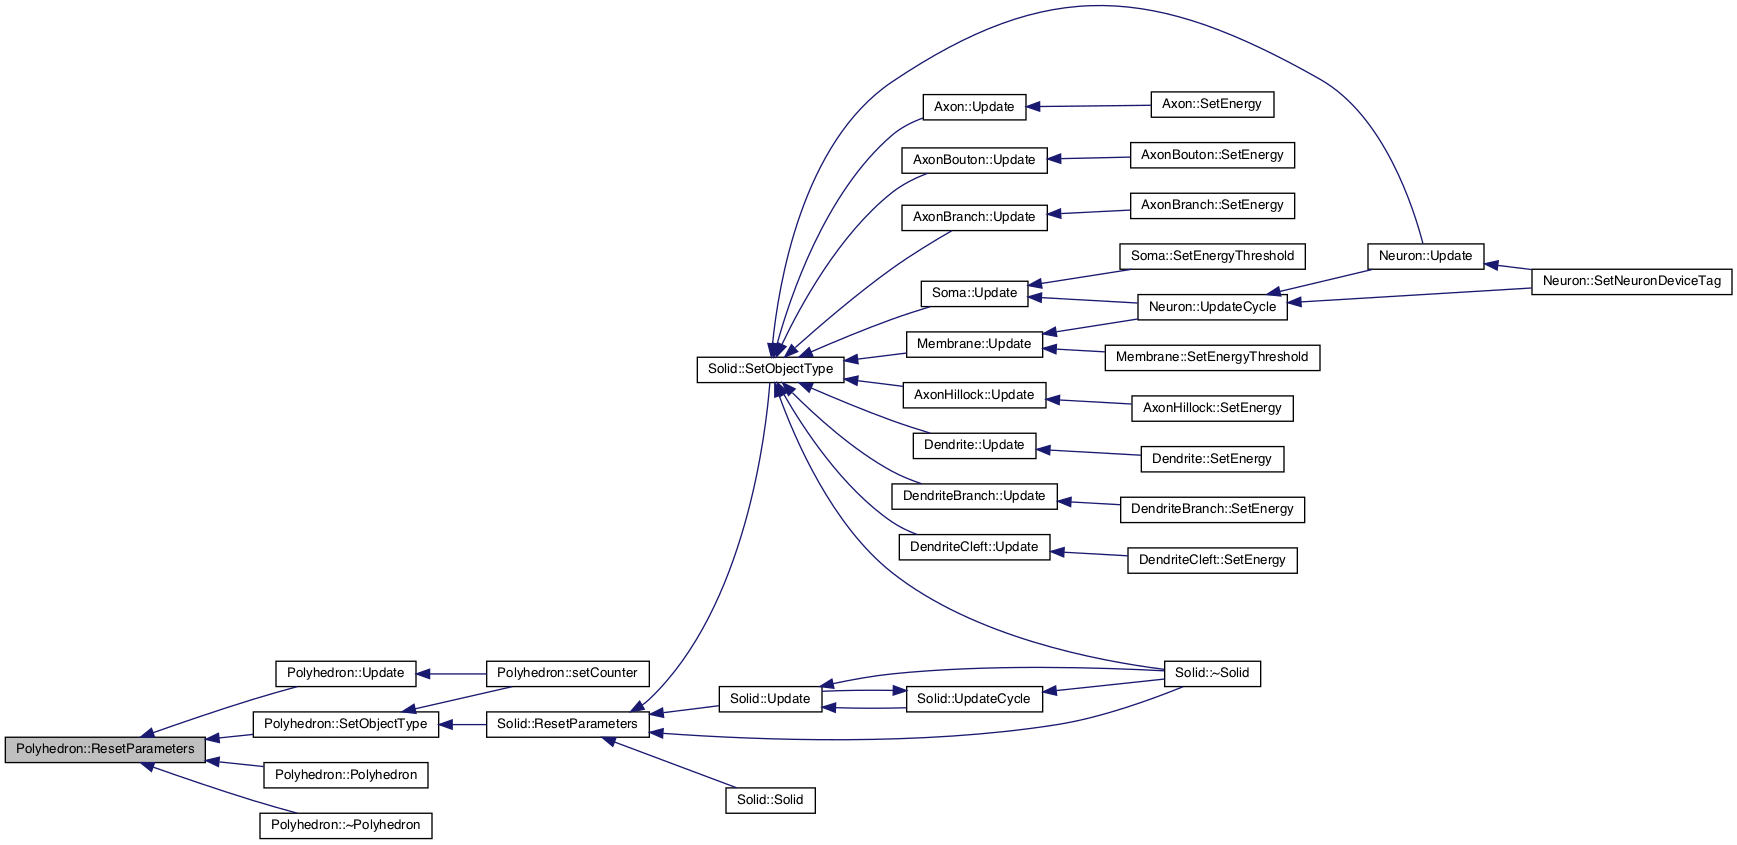 Axon::Update
Axon::SetEnergy
AxonBouton::Update
AxonBouton::SetEnergy
AxonBranch::Update
AxonBranch::SetEnergy
Soma::SetEnergyThreshold
Neuron::Update
Neuron::SetNeuronDeviceTag
Soma::Update
Neuron::UpdateCycle
Membrane::Update
Membrane::SetEnergyThreshold
Solid::SetObjectType
AxonHillock::Update
AxonHillock::SetEnergy
Dendrite::Update
Dendrite::SetEnergy
DendriteBranch::Update
DendriteBranch::SetEnergy
DendriteCleft::Update
DendriteCleft::SetEnergy
Polyhedron::Update
Polyhedron::setCounter
Solid::~Solid
Solid::Update
Solid::UpdateCycle
Polyhedron::SetObjectType
Solid::ResetParameters
Polyhedron::ResetParameters
Polyhedron::Polyhedron
Solid::Solid
Polyhedron::~Polyhedron